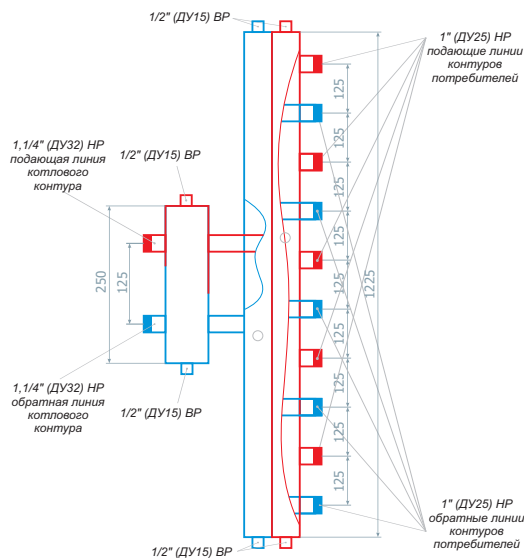 1/2" (ДУ15) ВР
1" (ДУ25) НР
подающие линии
контуров
потребителей
125
125
1,1/4" (ДУ32) НР
подающая линия
котлового
контура
1/2" (ДУ15) ВР
125
125
250
125
125
1225
125
125
1,1/4" (ДУ32) НР
обратная линия
котлового
контура
1/2" (ДУ15) ВР
125
125
1" (ДУ25) НР
обратные линии
контуров
потребителей
1/2" (ДУ15) ВР